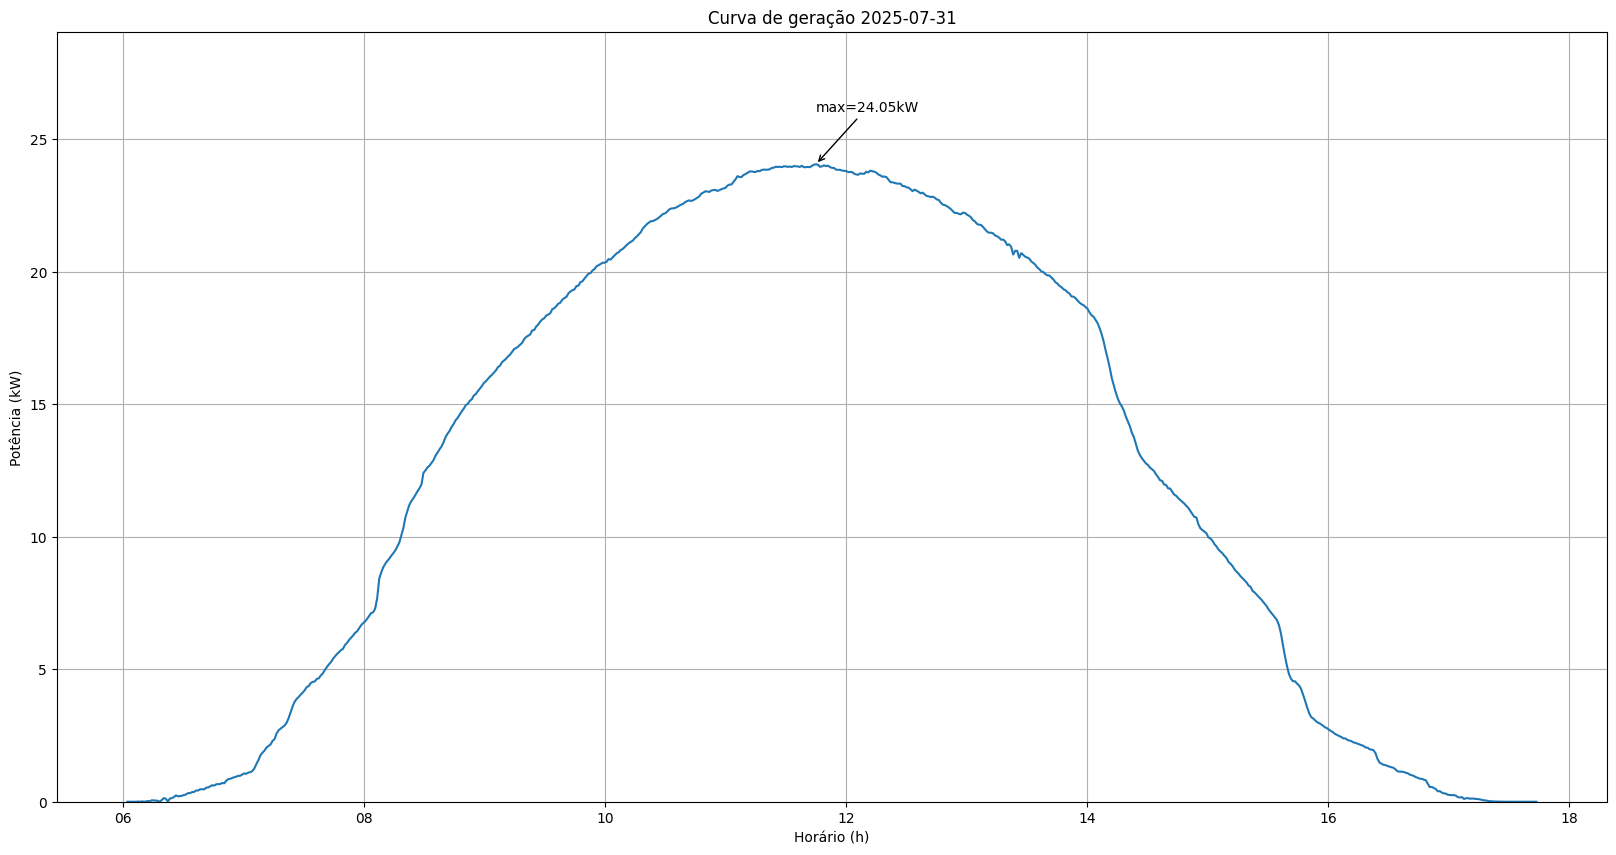 Curva de geração 2025-07-31
max=24.05kW
25
20
15
10
5
0
Potência (kW)
06 08 10 12 14 16 18
Horário (h)